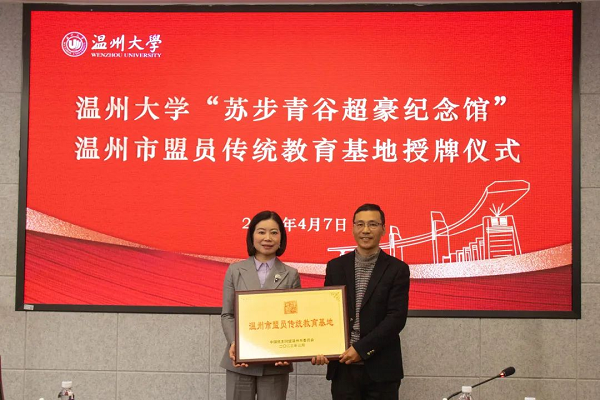 温州大学
WENZHOU UNIVERSITY
温州大学“苏步青谷超豪纪念馆”
温州市盟员传统教育基地授牌仪式
年4月7日
温州市盟员传统教育基地